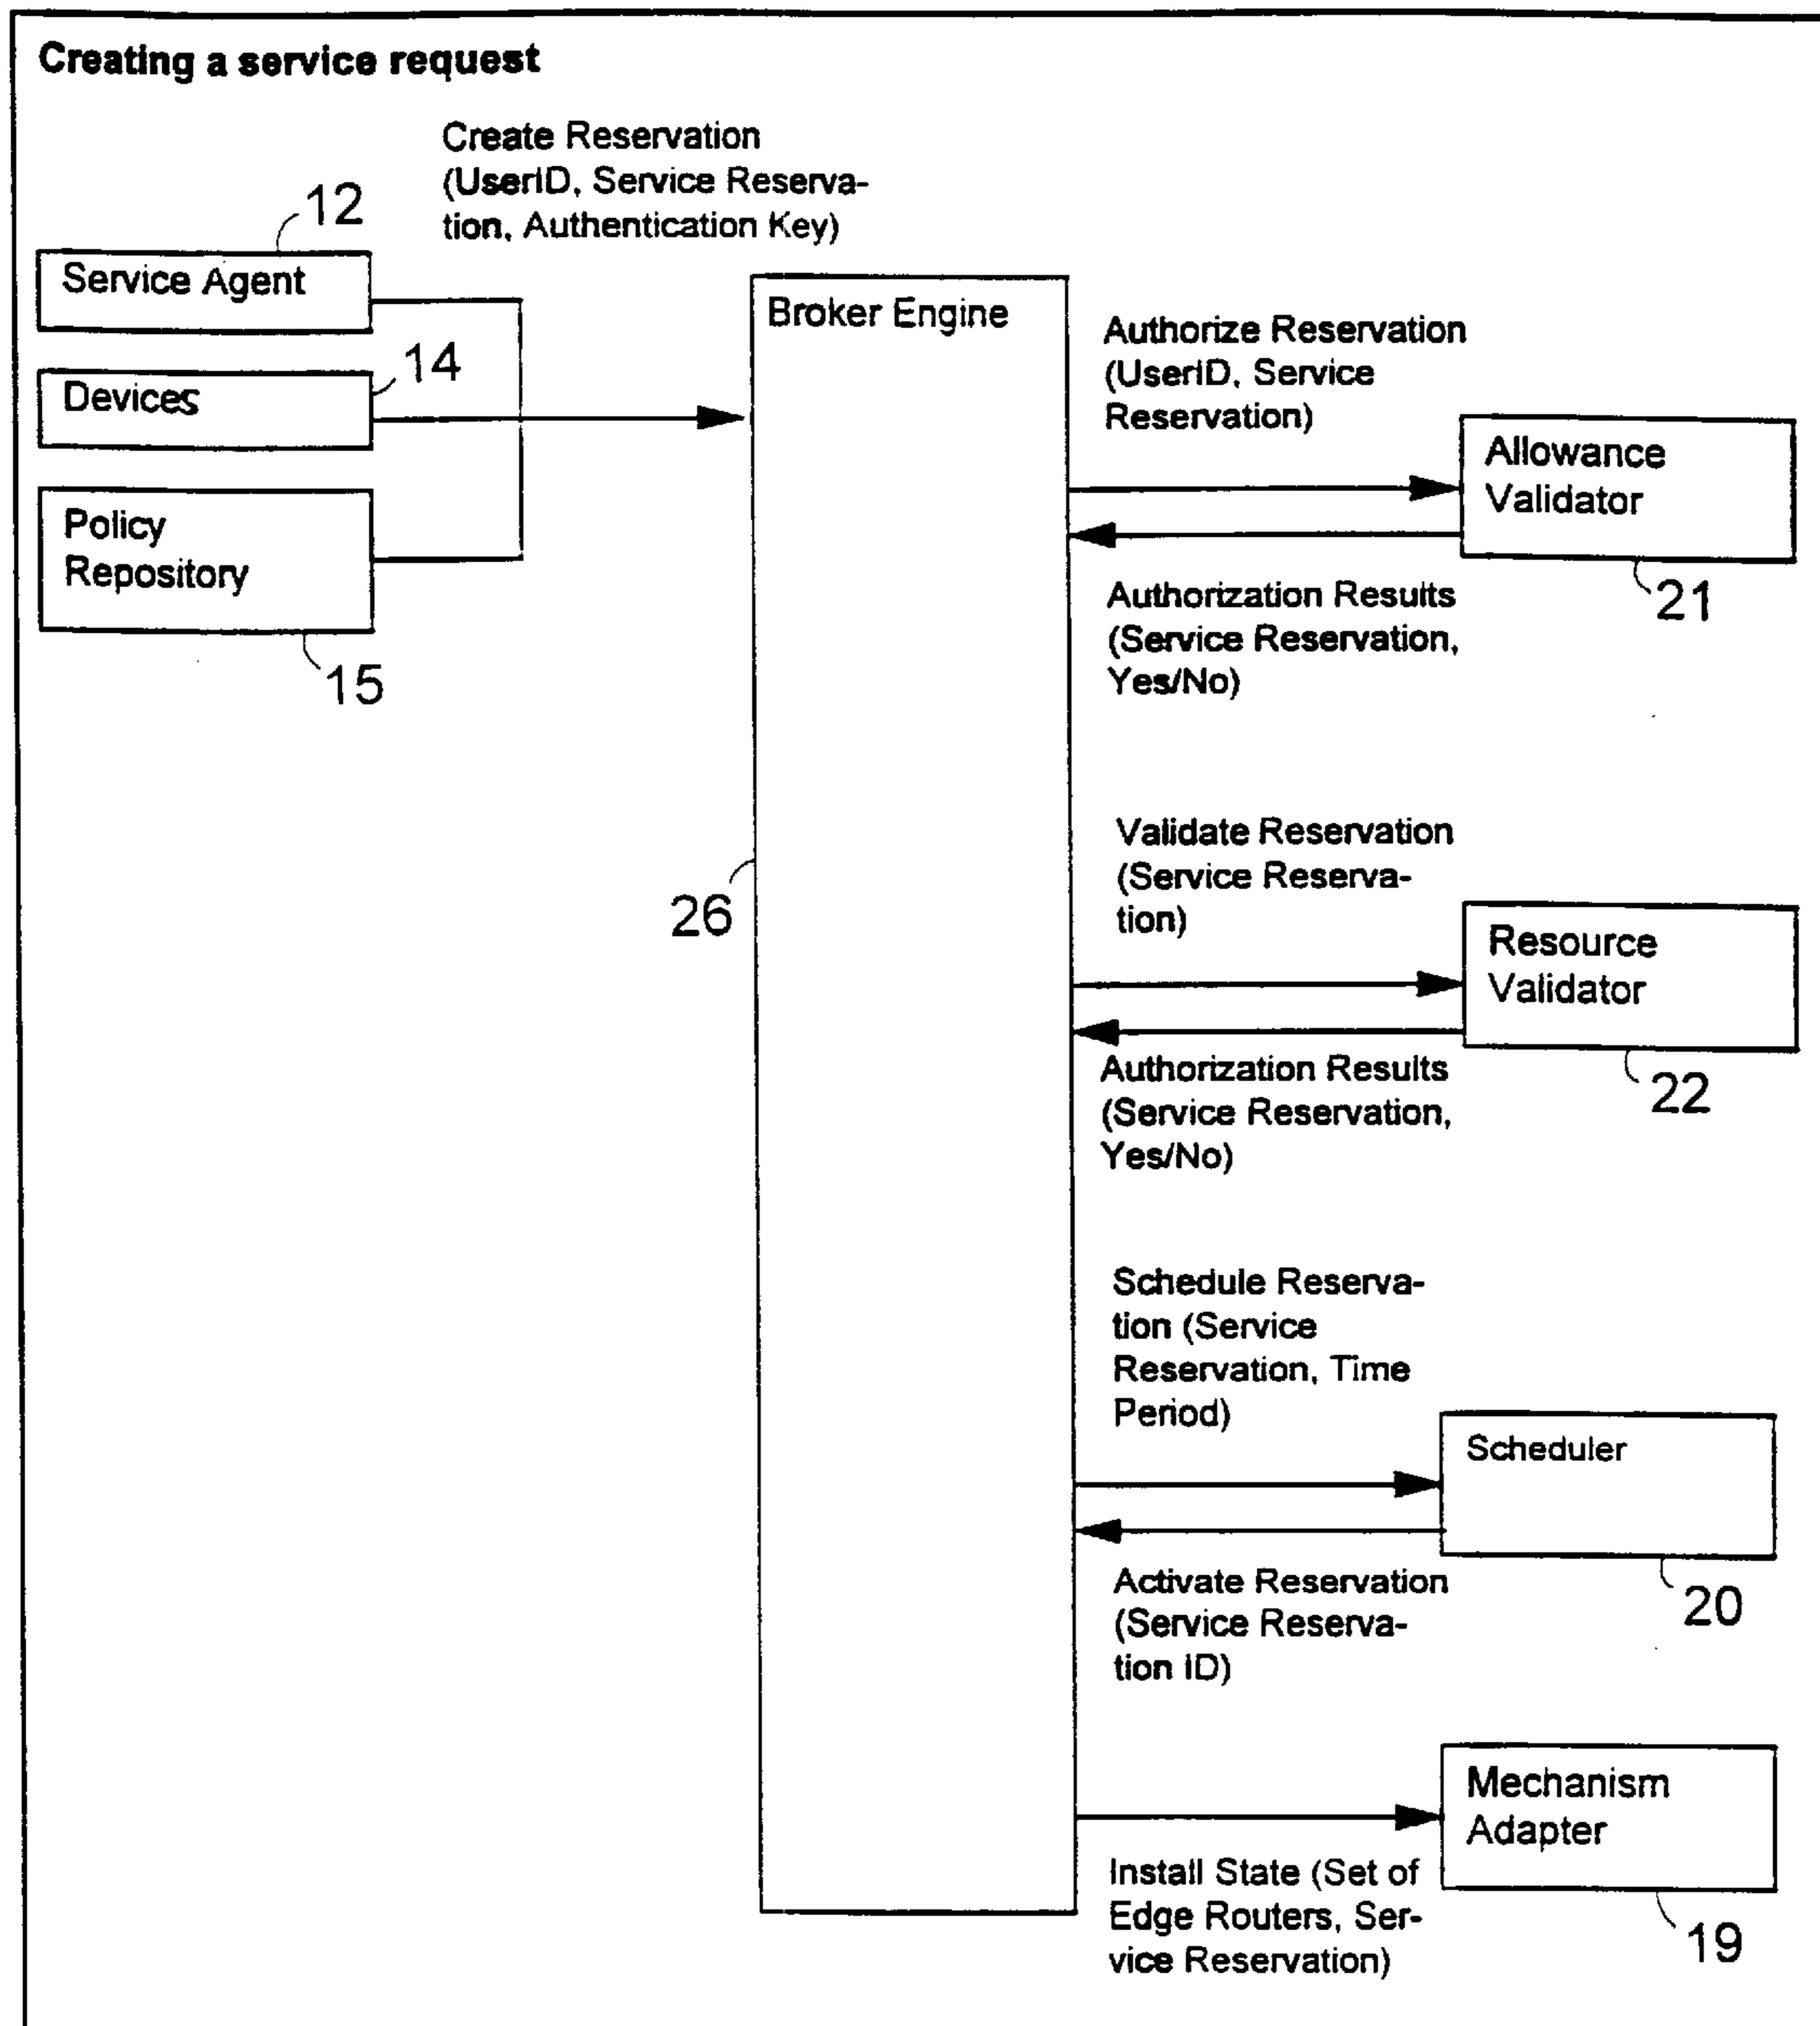 Creating a service request
Create Reservation
(UserID, Service Reserva-
tion, Authentication Key)
12
Service Agent
14
Devices
Policy
Repository
15
Broker Engine
26
Authorize Reservation
(UserID, Service
Reservation)
Allowance
Validator
21
Authorization Results
(Service Reservation,
Yes/No)
Validate Reservation
(Service Reserva-
tion)
Resource
Validator
22
Authorization Results
(Service Reservation,
Yes/No)
Schedule Reserva-
tion (Service
Reservation, Time
Period)
Scheduler
20
Activate Reservation
(Service Reserva-
tion ID)
Mechanism
Adapter
19
Install State (Set of
Edge Routers, Ser-
vice Reservation)